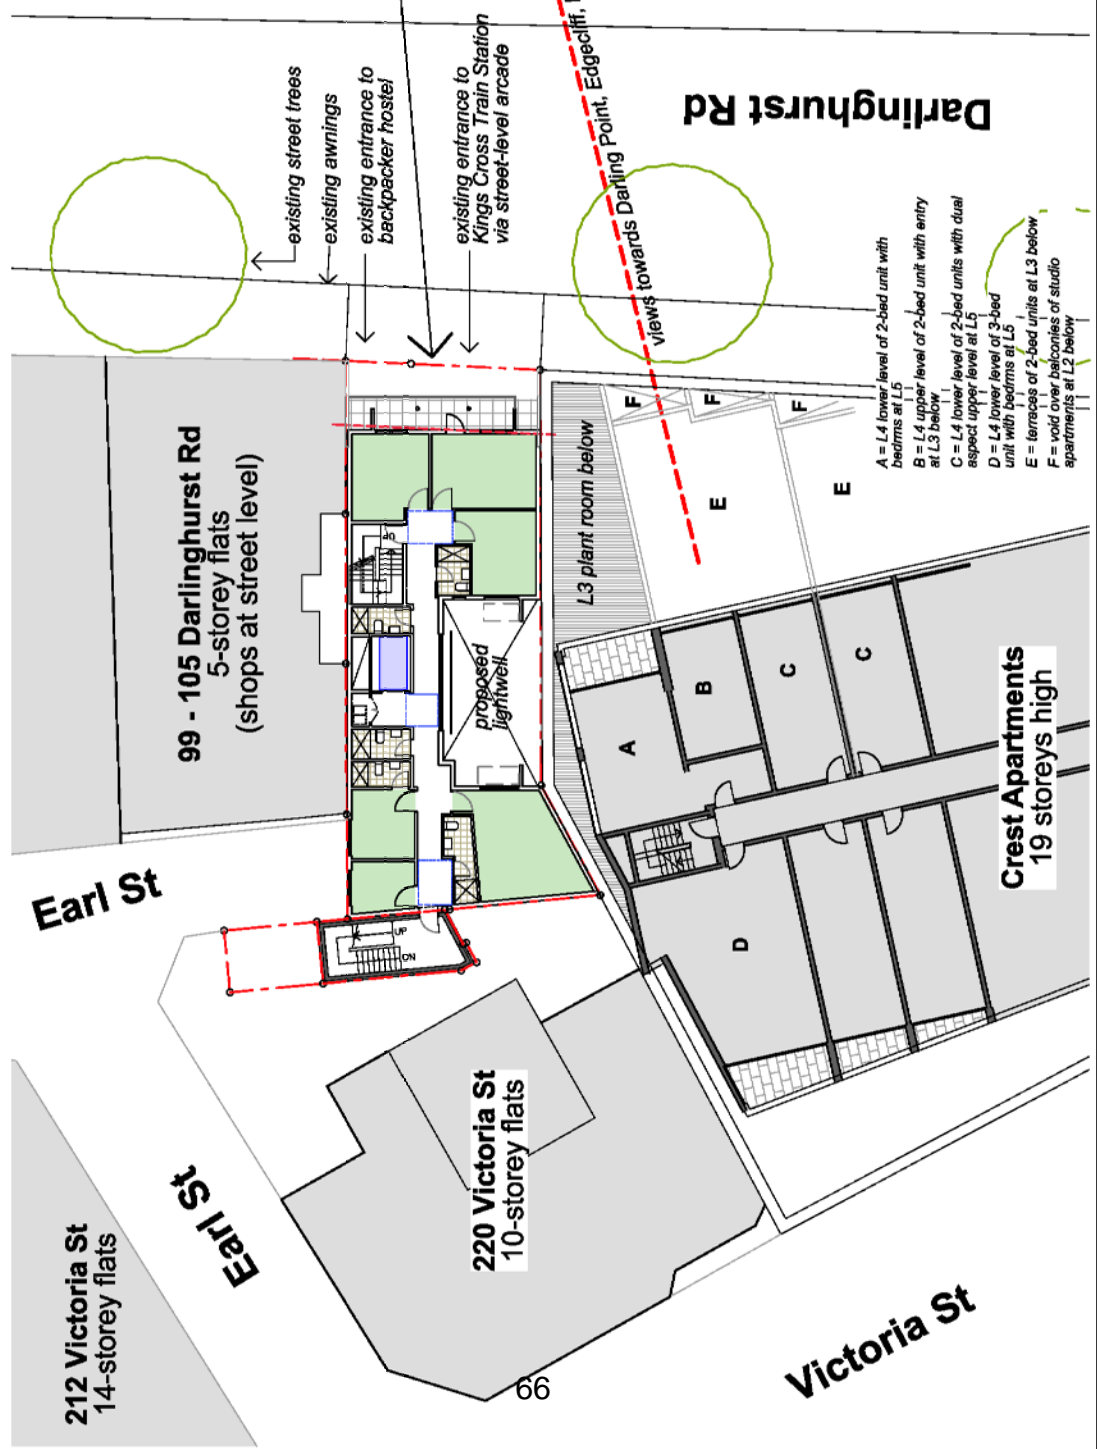 existing street trees
existing awnings
existing entrance to
backpacker hostel
existing entrance to
Kings Cross Train Station
via street-level arcade
views towards Darling Point, Edgecliff,
Darlinghurst Rd
A = L4 lower level of 2-bed unit with
bedrms at L5
B = L4 upper level of 2-bed unit with entry
at L3 below
C = L4 lower level of 2-bed units with dual
aspect upper level at L5
D = L4 lower level of 3-bed
unit with bedrms at L5
E = terraces of 2-bed units at L3 below
F = void over balconies of studio
apartments at L2 below
99 - 105 Darlinghurst Rd
5-storey flats
(shops at street level)
UP
proposed
lightwell
L3 plant room below
F
F
F
E
E
A
B
C
C
D
Crest Apartments
19 storeys high
Earl St
UP
DN
220 Victoria St
10-storey flats
Earl St
212 Victoria St
14-storey flats
Victoria St
66